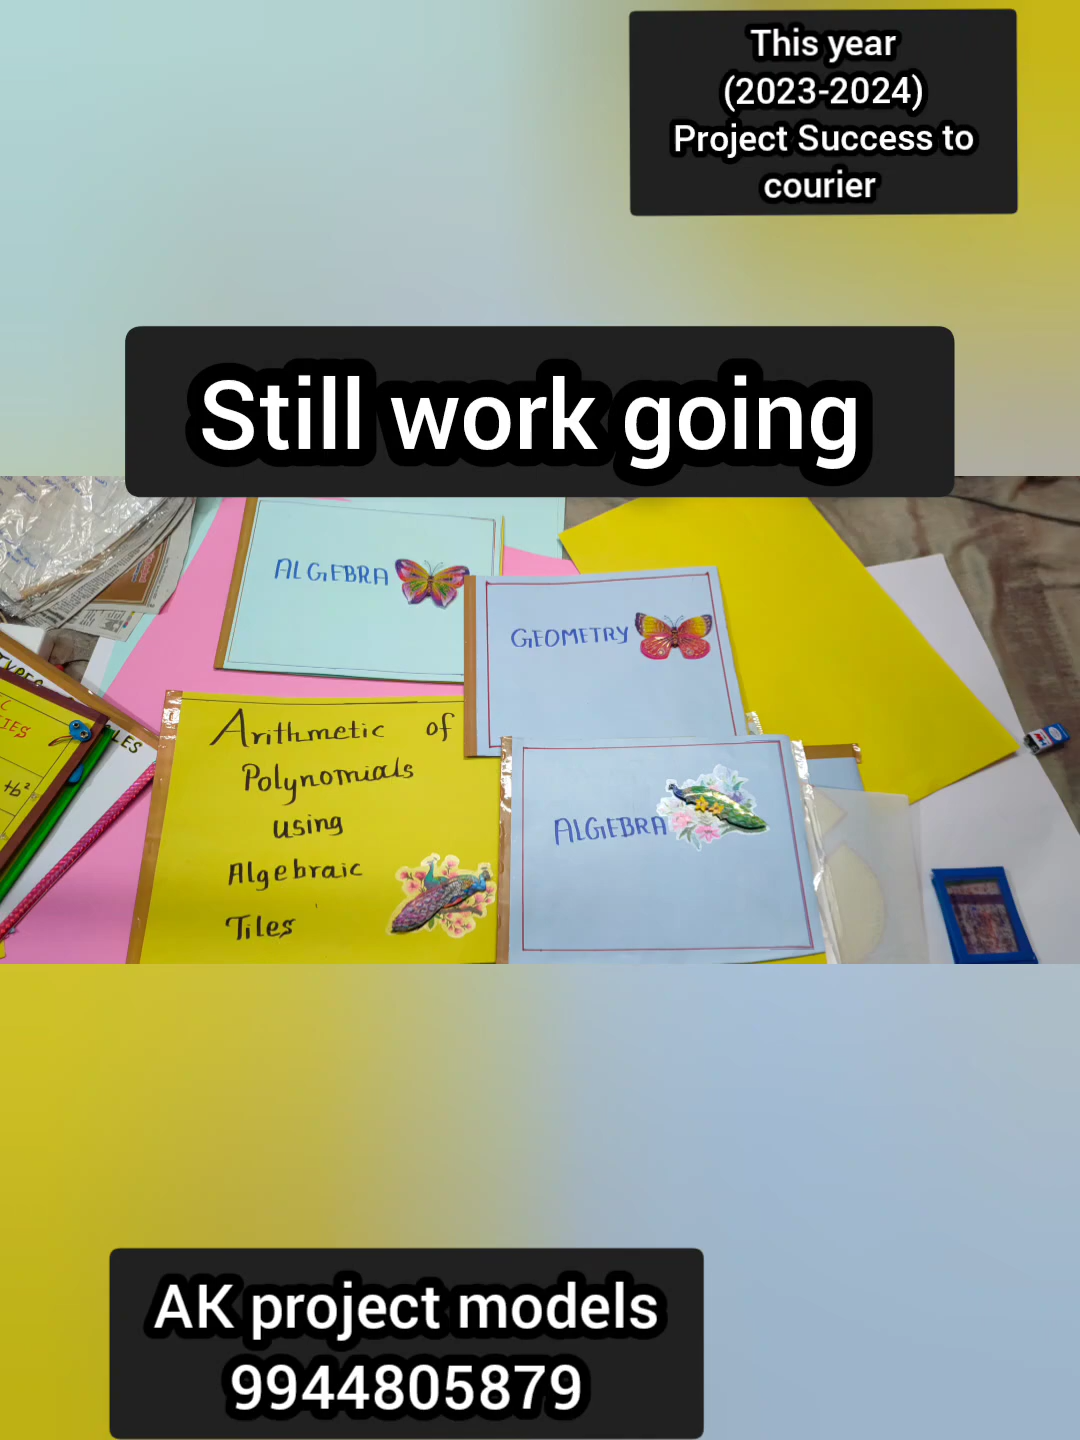 This year
(2023-2024)
Project Success to
courier
Still work going
ALGEBRA
GEOMETRY
Arithmetic of
Polynomials
using
Algebraic
Tiles
ALGEBRA
+b²
AK project models
9944805879